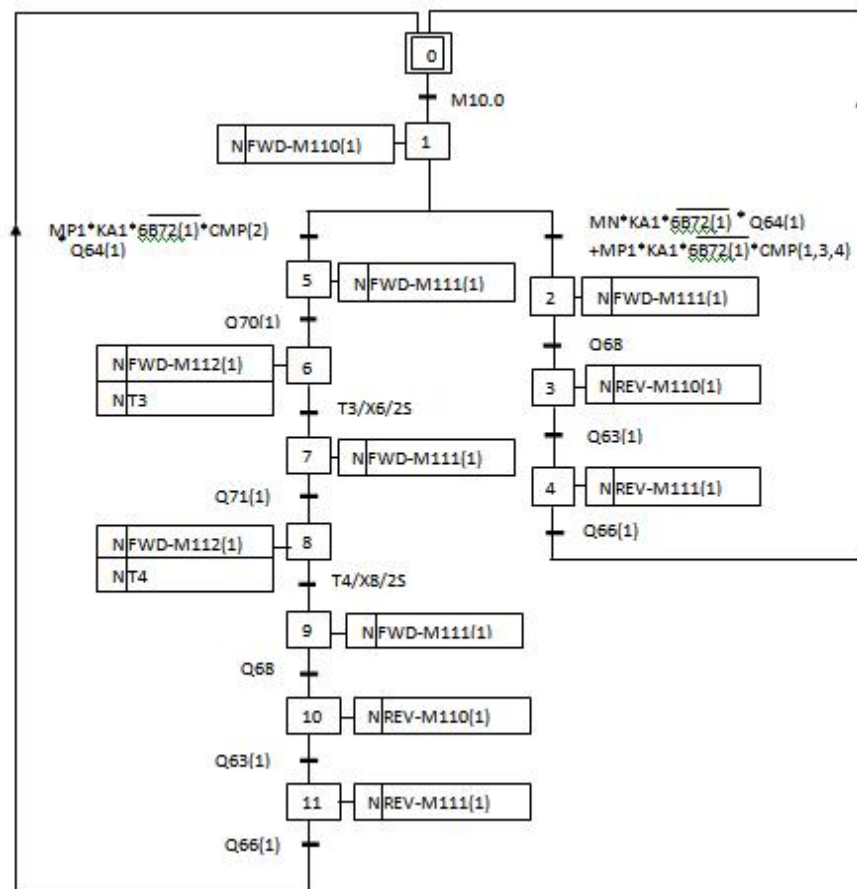 0
M10.0
N FWD-M110(1)
1
MP1*KA1*6B72(1)*CMP(2)
* Q64(1)
MN*KA1*6B72(1) * Q64(1)
+MP1*KA1*6B72(1)*CMP(1,3,4)
5
N FWD-M111(1)
2
N FWD-M111(1)
Q70(1)
Q68
N FWD-M112(1)
N T3
6
3
N REV-M110(1)
T3/X6/2S
Q63(1)
7
N FWD-M111(1)
4
N REV-M111(1)
Q71(1)
Q66(1)
N FWD-M112(1)
N T4
8
T4/X8/2S
9
N FWD-M111(1)
Q68
10
N REV-M110(1)
Q63(1)
11
N REV-M111(1)
Q66(1)